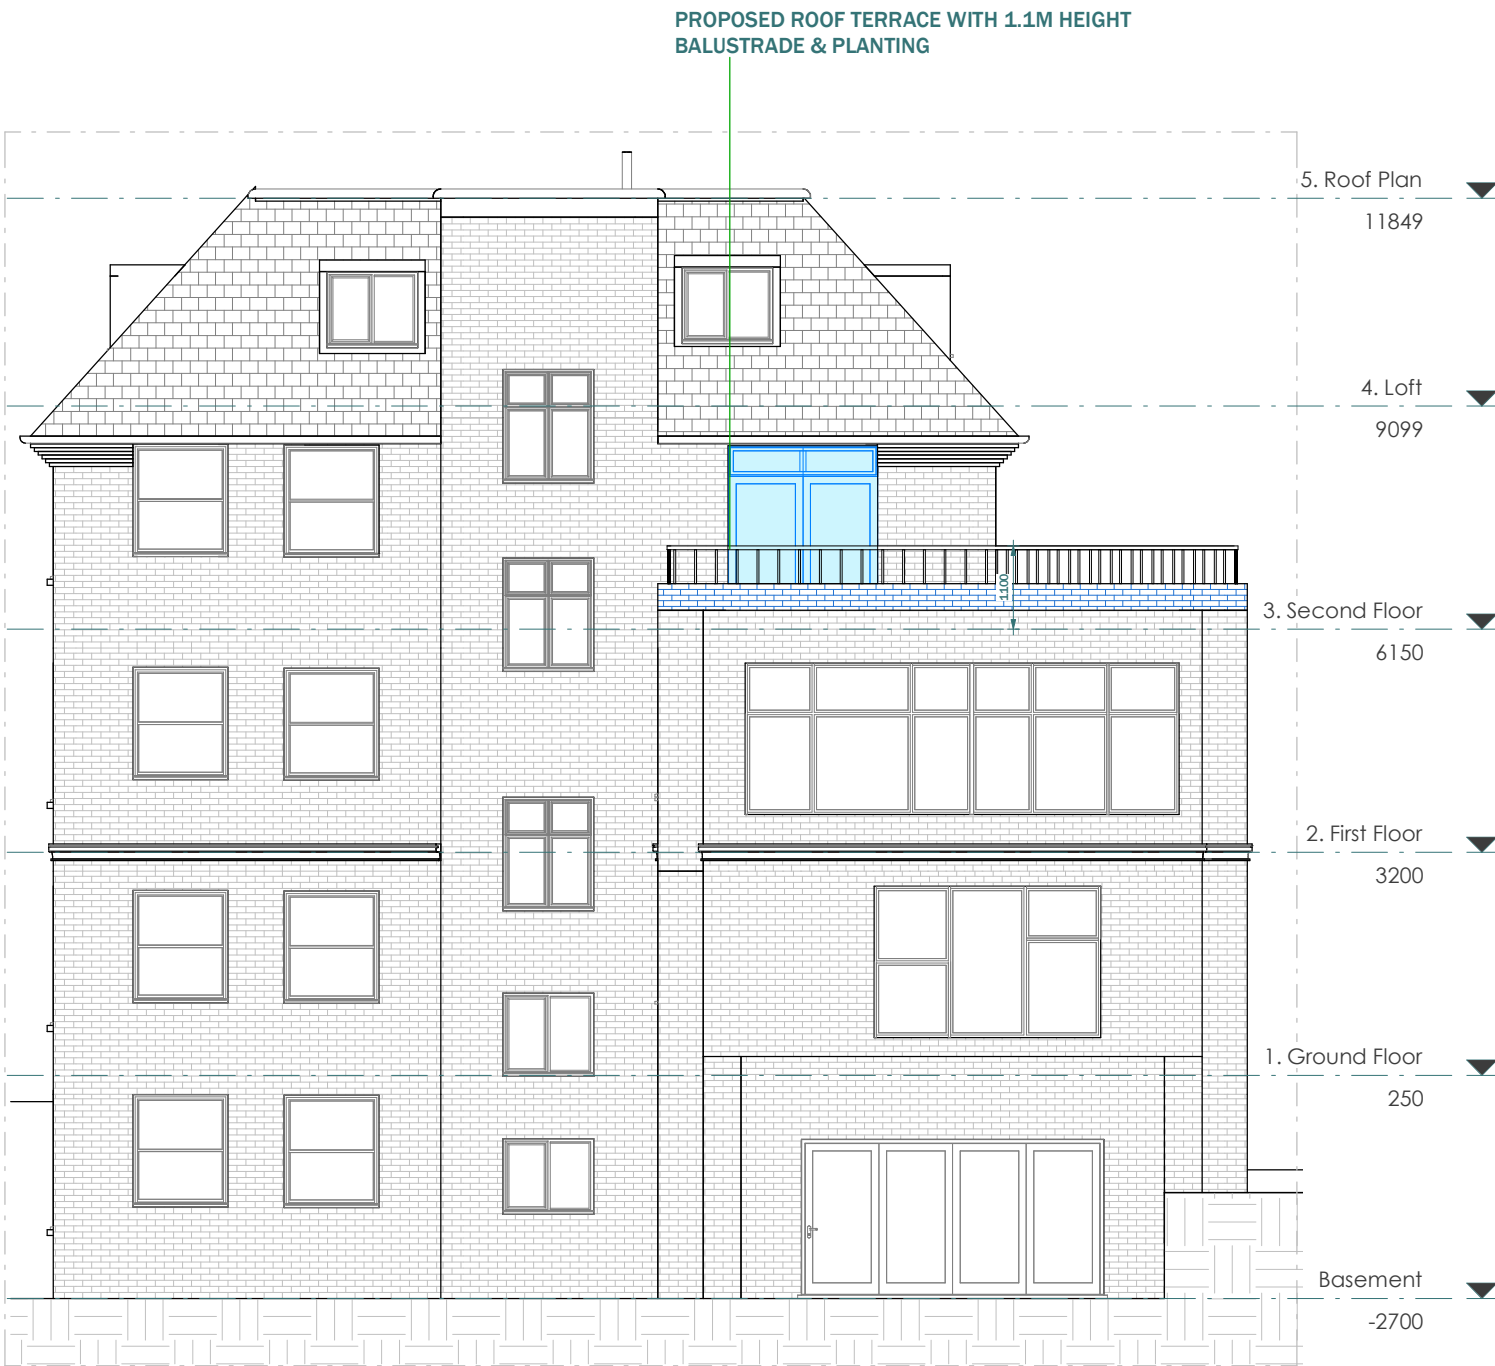 PROPOSED ROOF TERRACE WITH 1.1M HEIGHT
BALUSTRADE & PLANTING
5. Roof Plan
11849
4. Loft
9099
1100
3. Second Floor
6150
2. First Floor
3200
1. Ground Floor
250
Basement
-2700